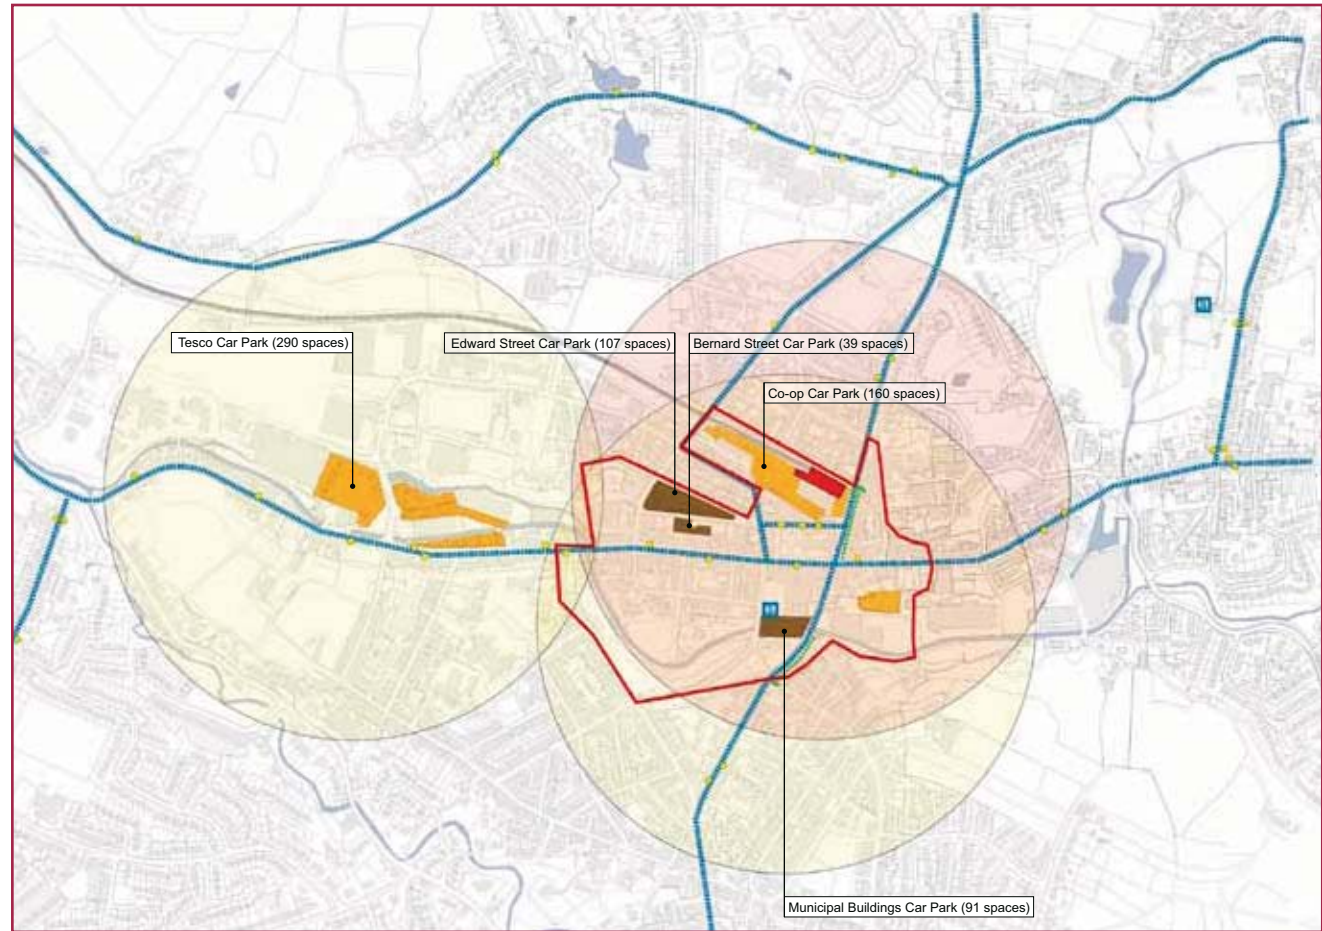 Tesco Car Park (290 spaces)
Edward Street Car Park (107 spaces)
Bernard Street Car Park (39 spaces)
Co-op Car Park (160 spaces)
Municipal Buildings Car Park (91 spaces)